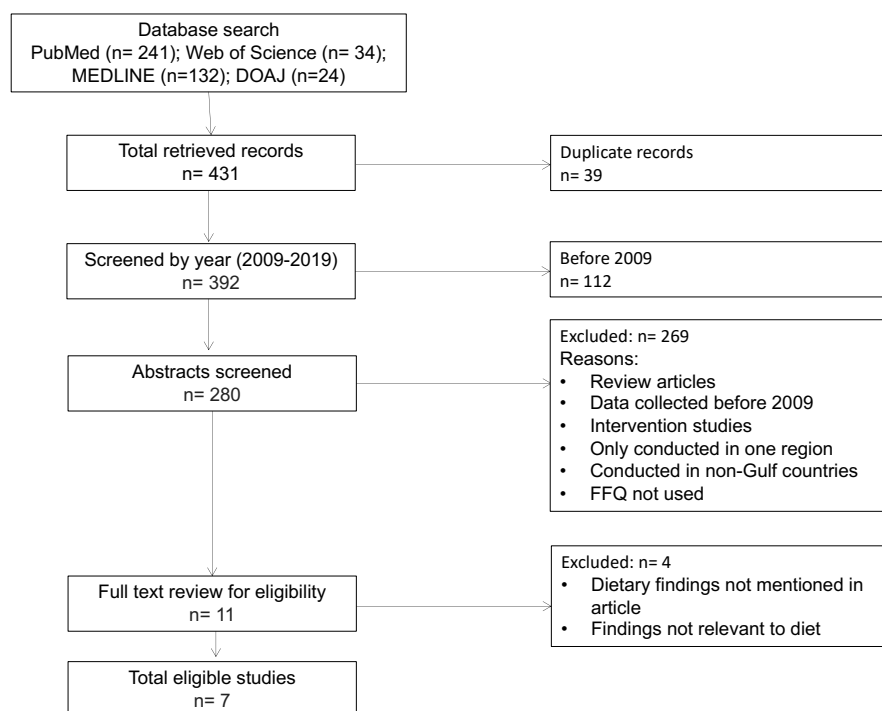 Database search
PubMed (n= 241); Web of Science (n= 34);
MEDLINE (n=132); DOAJ (n=24)
Total retrieved records
n= 431
Duplicate records
n= 39
Screened by year (2009-2019)
n= 392
Before 2009
n= 112
Abstracts screened
n= 280
Excluded: n= 269
Reasons:
• Review articles
• Data collected before 2009
• Intervention studies
• Only conducted in one region
• Conducted in non-Gulf countries
• FFQ not used
Full text review for eligibility
n= 11
Excluded: n= 4
• Dietary findings not mentioned in
article
• Findings not relevant to diet
Total eligible studies
n= 7